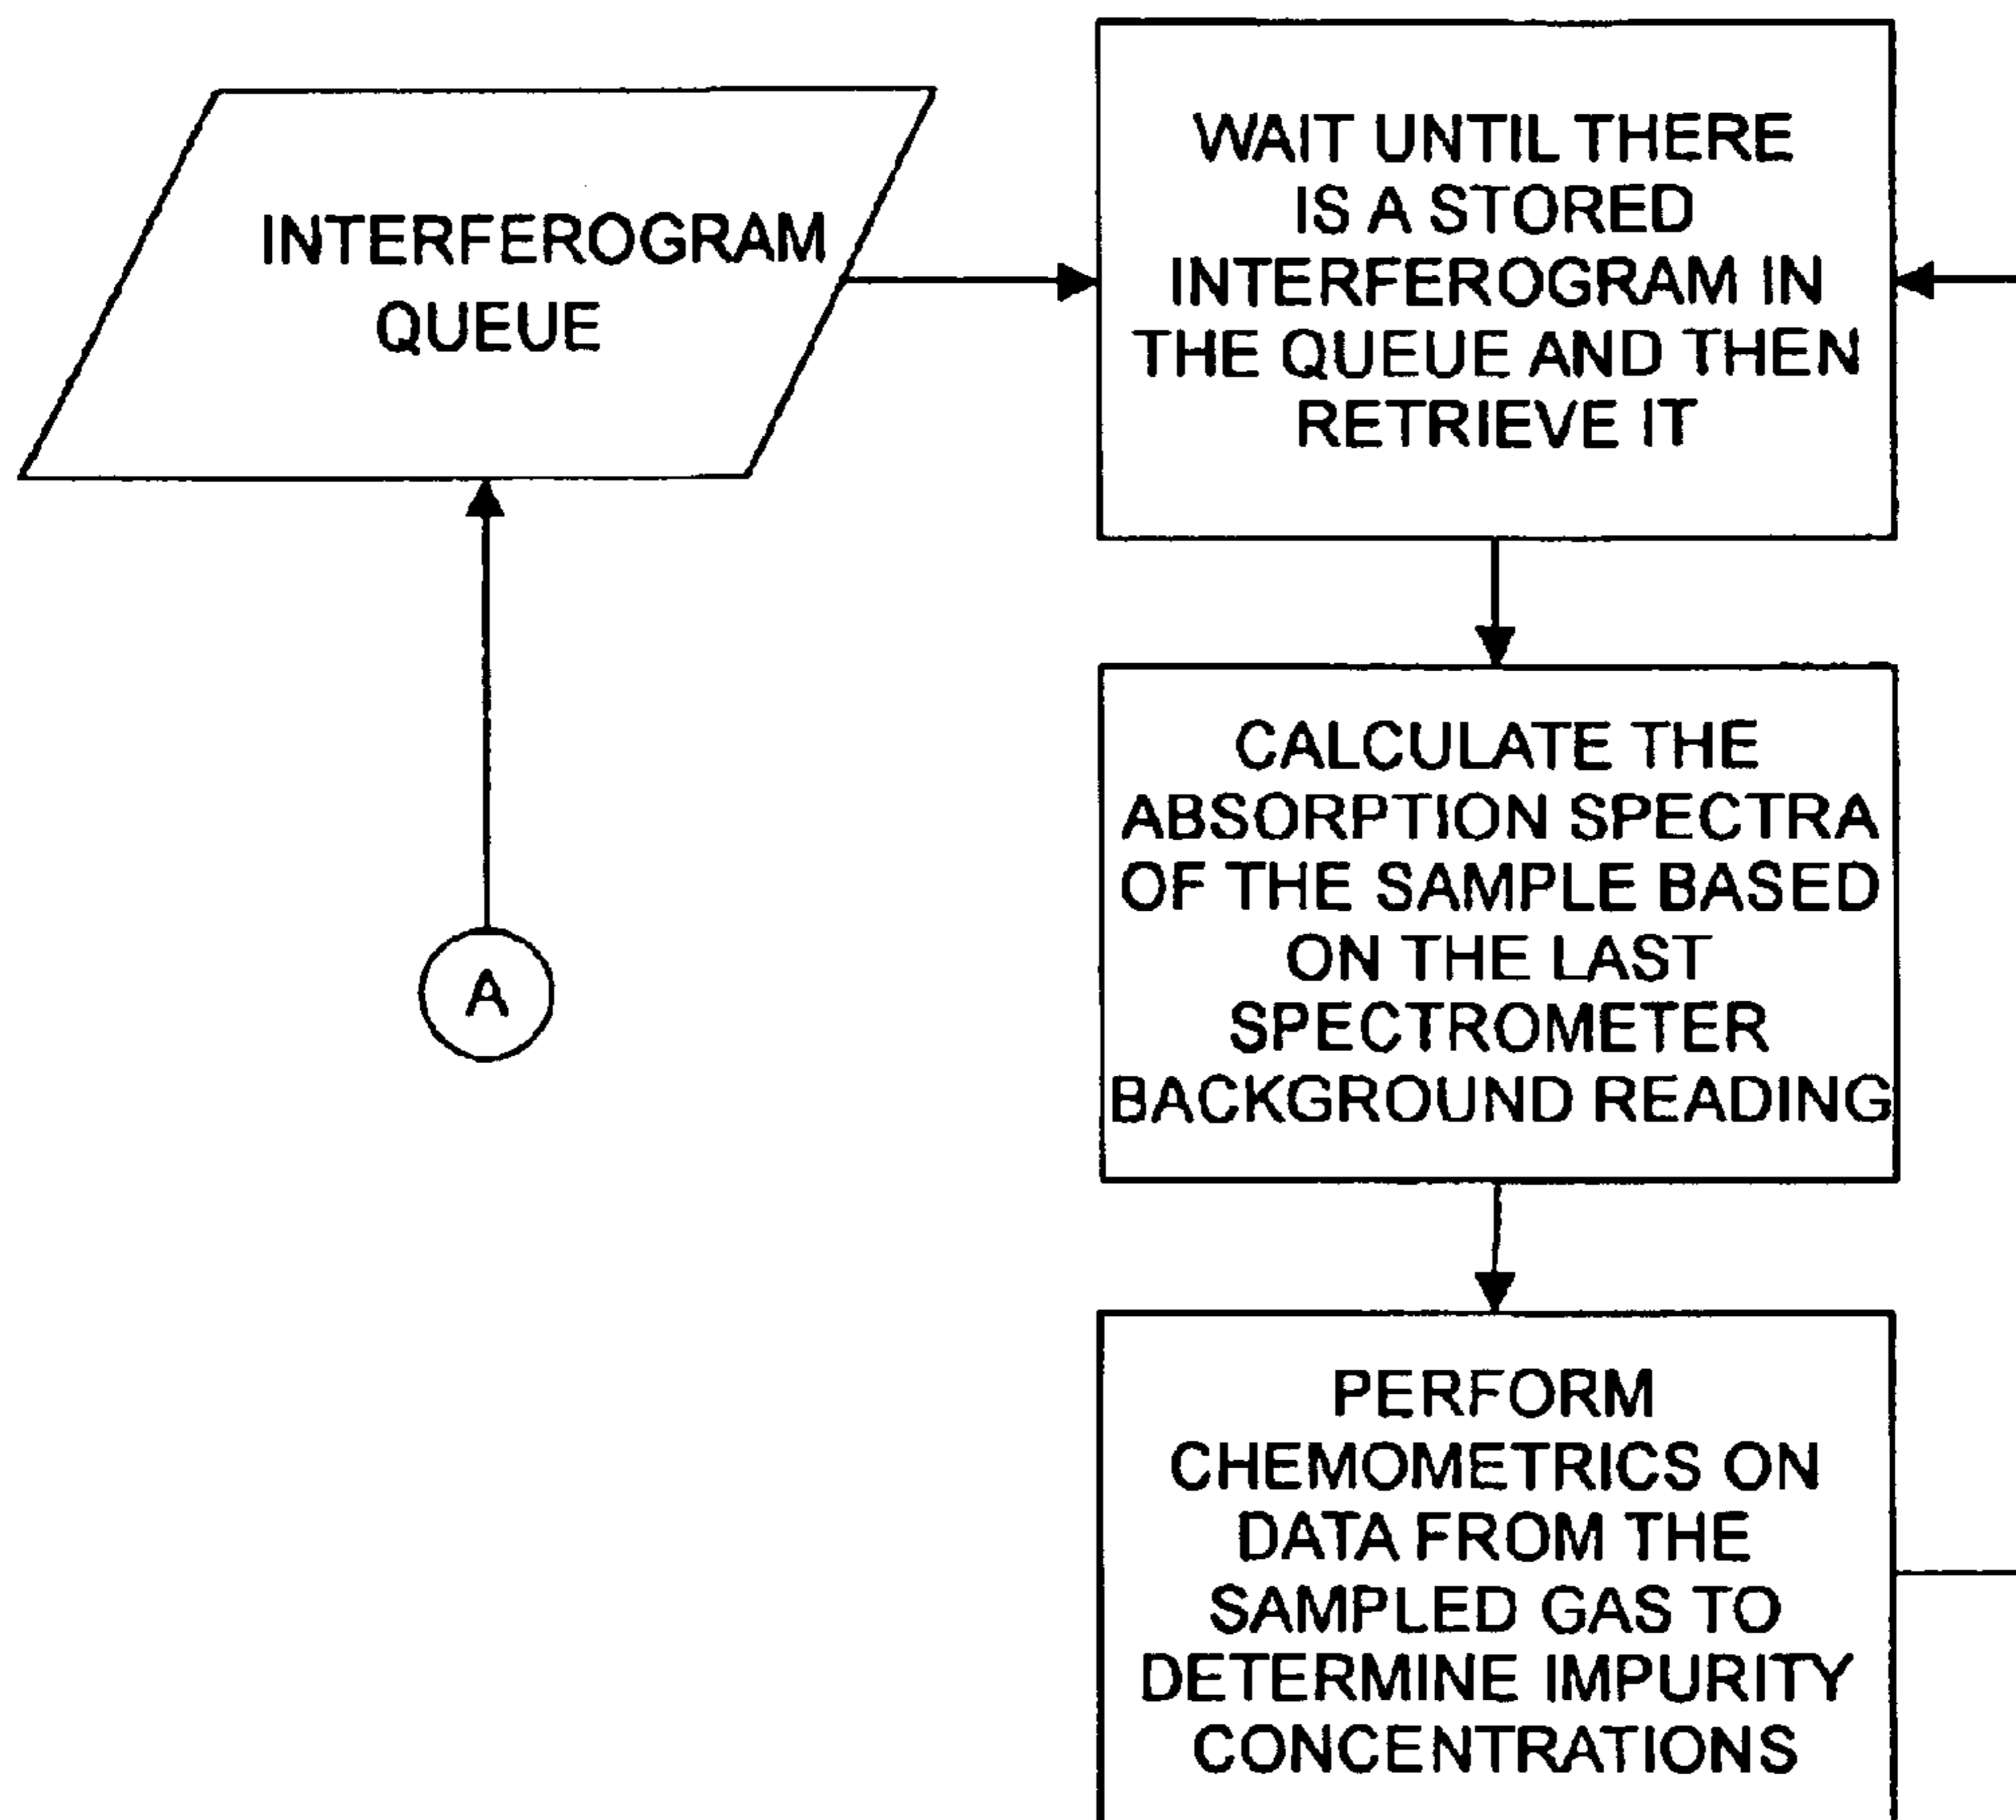 INTERFEROGRAM
QUEUE
A
WAIT UNTIL THERE
IS A STORED
INTERFEROGRAM IN
THE QUEUE AND THEN
RETRIEVE IT
CALCULATE THE
ABSORPTION SPECTRA
OF THE SAMPLE BASED
ON THE LAST
SPECTROMETER
BACKGROUND READING
PERFORM
CHEMOMETRICS ON
DATA FROM THE
SAMPLED GAS TO
DETERMINE IMPURITY
CONCENTRATIONS